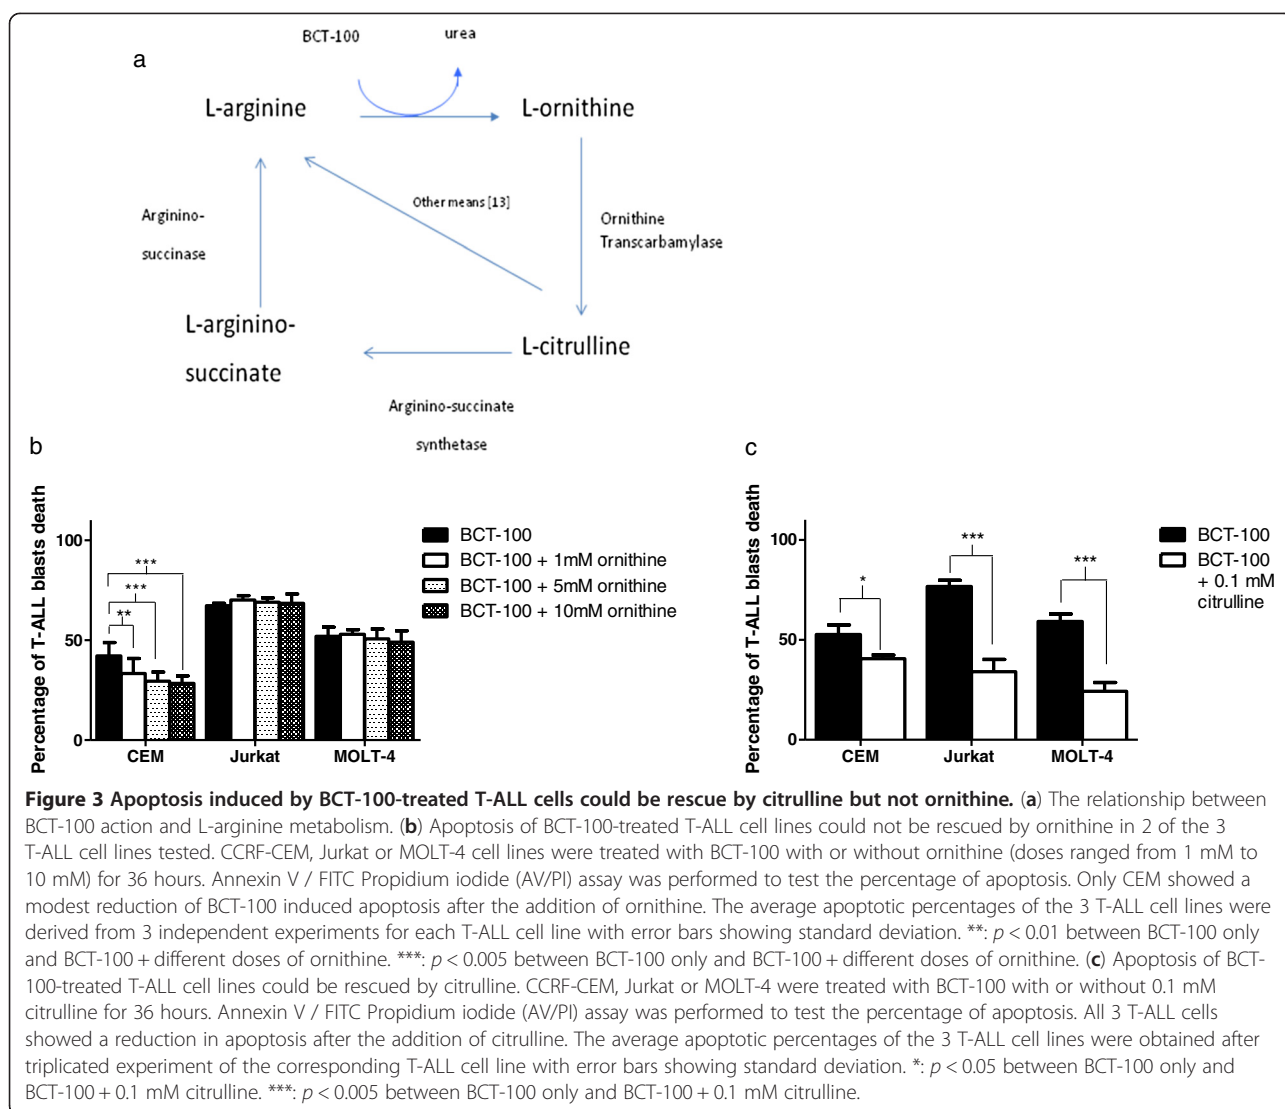 a
BCT-100
urea
L-arginine
L-ornithine
Other means [13]
Arginino-
succinase
Ornithine
Transcarbamylase
L-arginino-
succinate
L-citrulline
Arginino-succinate
synthetase
b
Percentage of T-ALL blasts death
100
50
0
***
***
**
CEM
Jurkat
MOLT-4
BCT-100
BCT-100 + 1mM ornithine
BCT-100 + 5mM ornithine
BCT-100 + 10mM ornithine
c
Percentage of T-ALL blasts death
100
50
0
*
***
***
CEM
Jurkat
MOLT-4
BCT-100
BCT-100
+ 0.1 mM
citrulline
Figure 3 Apoptosis induced by BCT-100-treated T-ALL cells could be rescue by citrulline but not ornithine. (a) The relationship between
BCT-100 action and L-arginine metabolism. (b) Apoptosis of BCT-100-treated T-ALL cell lines could not be rescued by ornithine in 2 of the 3
T-ALL cell lines tested. CCRF-CEM, Jurkat or MOLT-4 cell lines were treated with BCT-100 with or without ornithine (doses ranged from 1 mM to
10 mM) for 36 hours. Annexin V / FITC Propidium iodide (AV/PI) assay was performed to test the percentage of apoptosis. Only CEM showed a
modest reduction of BCT-100 induced apoptosis after the addition of ornithine. The average apoptotic percentages of the 3 T-ALL cell lines were
derived from 3 independent experiments for each T-ALL cell line with error bars showing standard deviation. **: p < 0.01 between BCT-100 only
and BCT-100 + different doses of ornithine. ***: p < 0.005 between BCT-100 only and BCT-100 + different doses of ornithine. (c) Apoptosis of BCT-
100-treated T-ALL cell lines could be rescued by citrulline. CCRF-CEM, Jurkat or MOLT-4 were treated with BCT-100 with or without 0.1 mM
citrulline for 36 hours. Annexin V / FITC Propidium iodide (AV/PI) assay was performed to test the percentage of apoptosis. All 3 T-ALL cells
showed a reduction in apoptosis after the addition of citrulline. The average apoptotic percentages of the 3 T-ALL cell lines were obtained after
triplicated experiment of the corresponding T-ALL cell line with error bars showing standard deviation. *: p < 0.05 between BCT-100 only and
BCT-100 + 0.1 mM citrulline. ***: p < 0.005 between BCT-100 only and BCT-100 + 0.1 mM citrulline.